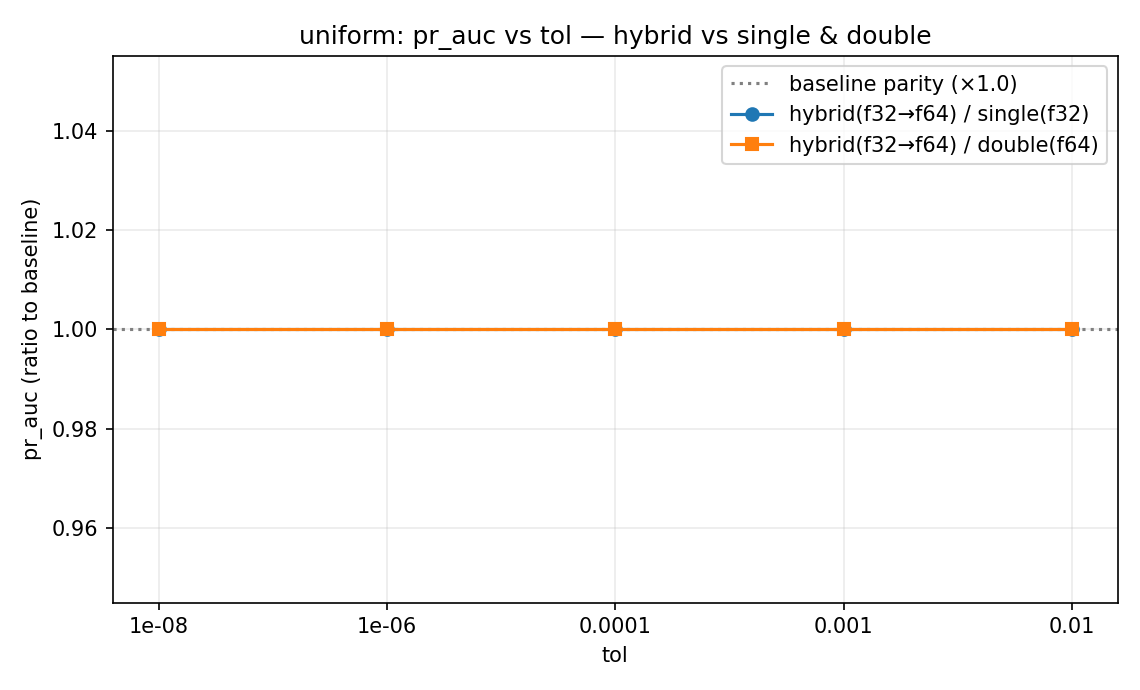 uniform: pr_auc vs tol — hybrid vs single & double
baseline parity (×1.0)
hybrid(f32→f64) / single(f32)
hybrid(f32→f64) / double(f64)
pr_auc (ratio to baseline)
1.04
1.02
1.00
0.98
0.96
1e-08 1e-06 0.0001 0.001 0.01
tol